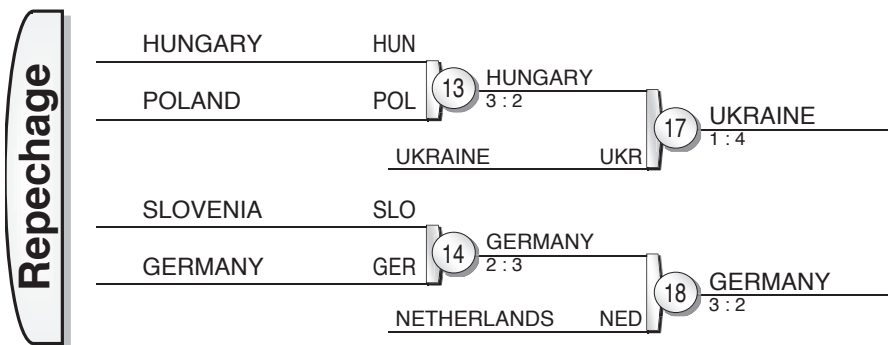 Repechage
HUNGARY HUN
POLAND POL
13
HUNGARY
3 : 2
UKRAINE UKR
17
UKRAINE
1 : 4
SLOVENIA SLO
GERMANY GER
14
GERMANY
2 : 3
NETHERLANDS NED
18
GERMANY
3 : 2